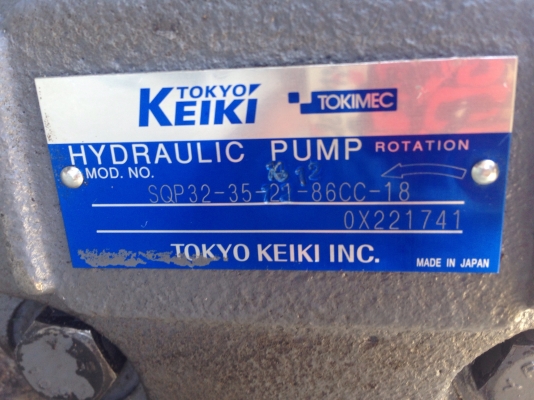 TOKYO
KEIKI
TOKIMEC
HYDRAULIC PUMP ROTATION
MOD. NO.
SQP32-35-21-86CC-18
0X221741
TOKYO KEIKI INC.
MADE IN JAPAN